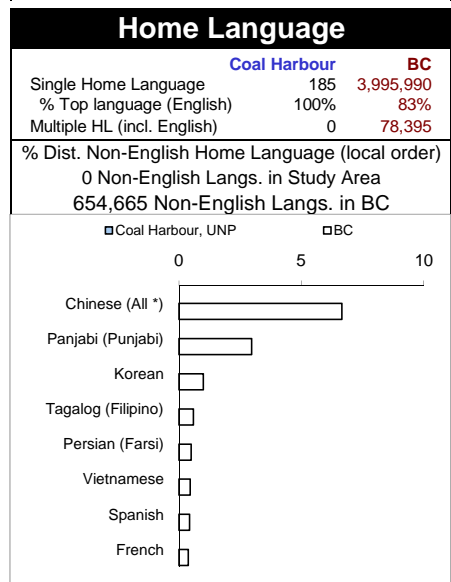 Home Language
Coal Harbour BC
Single Home Language 185 3,995,990
% Top language (English) 100% 83%
Multiple HL (incl. English) 0 78,395
% Dist. Non-English Home Language (local order)
0 Non-English Langs. in Study Area
654,665 Non-English Langs. in BC
Coal Harbour, UNP BC
0 5 10
Chinese (All *)
Panjabi (Punjabi)
Korean
Tagalog (Filipino)
Persian (Farsi)
Vietnamese
Spanish
French